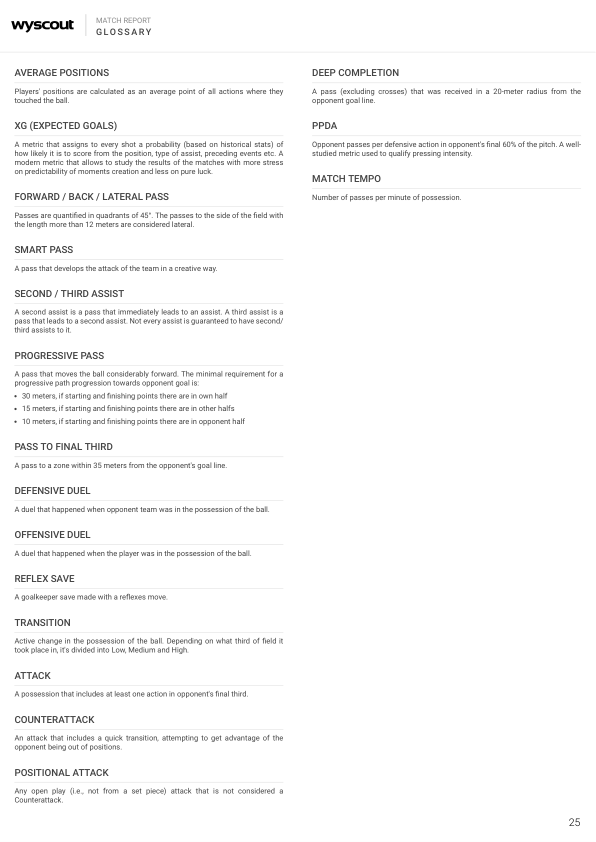 wyscout
MATCH REPORT
GLOSSARY
AVERAGE POSITIONS
Players' positions are calculated as an average point of all actions where they
touched the ball.
XG (EXPECTED GOALS)
A metric that assigns to every shot a probability (based on historical stats) of
how likely it is to score from the position, type of assist, preceding events etc. A
modern metric that allows to study the results of the matches with more stress
on predictability of moments creation and less on pure luck.
FORWARD / BACK / LATERAL PASS
Passes are quantified in quadrants of 45°. The passes to the side of the field with
the length more than 12 meters are considered lateral.
SMART PASS
A pass that develops the attack of the team in a creative way.
SECOND / THIRD ASSIST
A second assist is a pass that immediately leads to an assist. A third assist is a
pass that leads to a second assist. Not every assist is guaranteed to have second/
third assists to it.
PROGRESSIVE PASS
A pass that moves the ball considerably forward. The minimal requirement for a
progressive path progression towards opponent goal is:
• 30 meters, if starting and finishing points there are in own half
• 15 meters, if starting and finishing points there are in other halfs
• 10 meters, if starting and finishing points there are in opponent half
PASS TO FINAL THIRD
A pass to a zone within 35 meters from the opponent's goal line.
DEFENSIVE DUEL
A duel that happened when opponent team was in the possession of the ball.
OFFENSIVE DUEL
A duel that happened when the player was in the possession of the ball.
REFLEX SAVE
A goalkeeper save made with a reflexes move.
TRANSITION
Active change in the possession of the ball. Depending on what third of field it
took place in, it's divided into Low, Medium and High.
ATTACK
A possession that includes at least one action in opponent's final third.
COUNTERATTACK
An attack that includes a quick transition, attempting to get advantage of the
opponent being out of positions.
POSITIONAL ATTACK
Any open play (i.e., not from a set piece) attack that is not considered a
Counterattack.
DEEP COMPLETION
A pass (excluding crosses) that was received in a 20-meter radius from the
opponent goal line.
PPDA
Opponent passes per defensive action in opponent's final 60% of the pitch. A well-
studied metric used to qualify pressing intensity.
MATCH TEMPO
Number of passes per minute of possession.
25